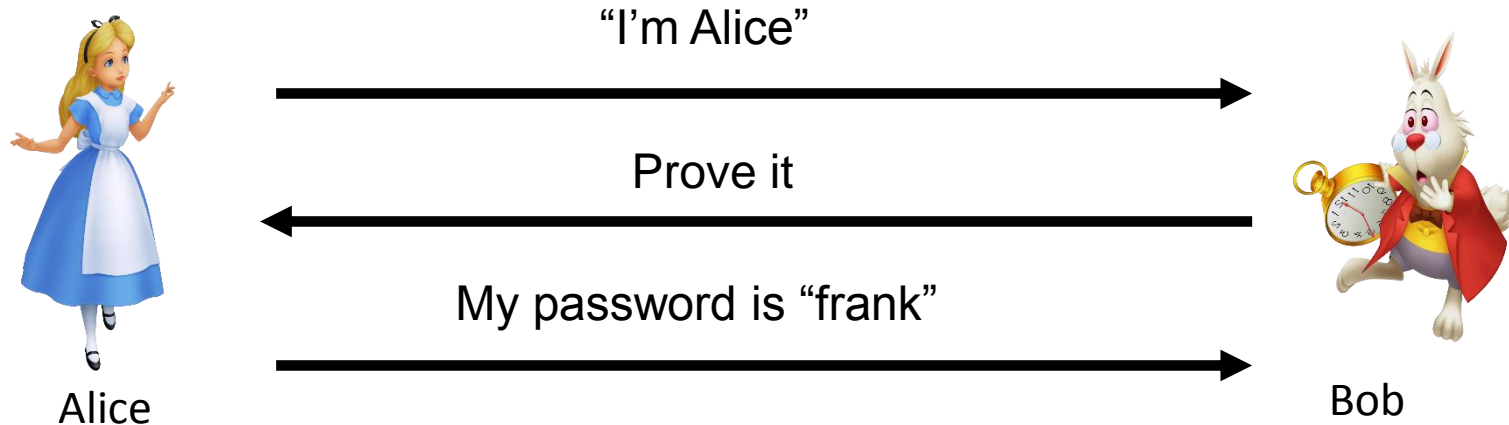 “I’m Alice”
Prove it
My password is “frank”
Alice
Bob